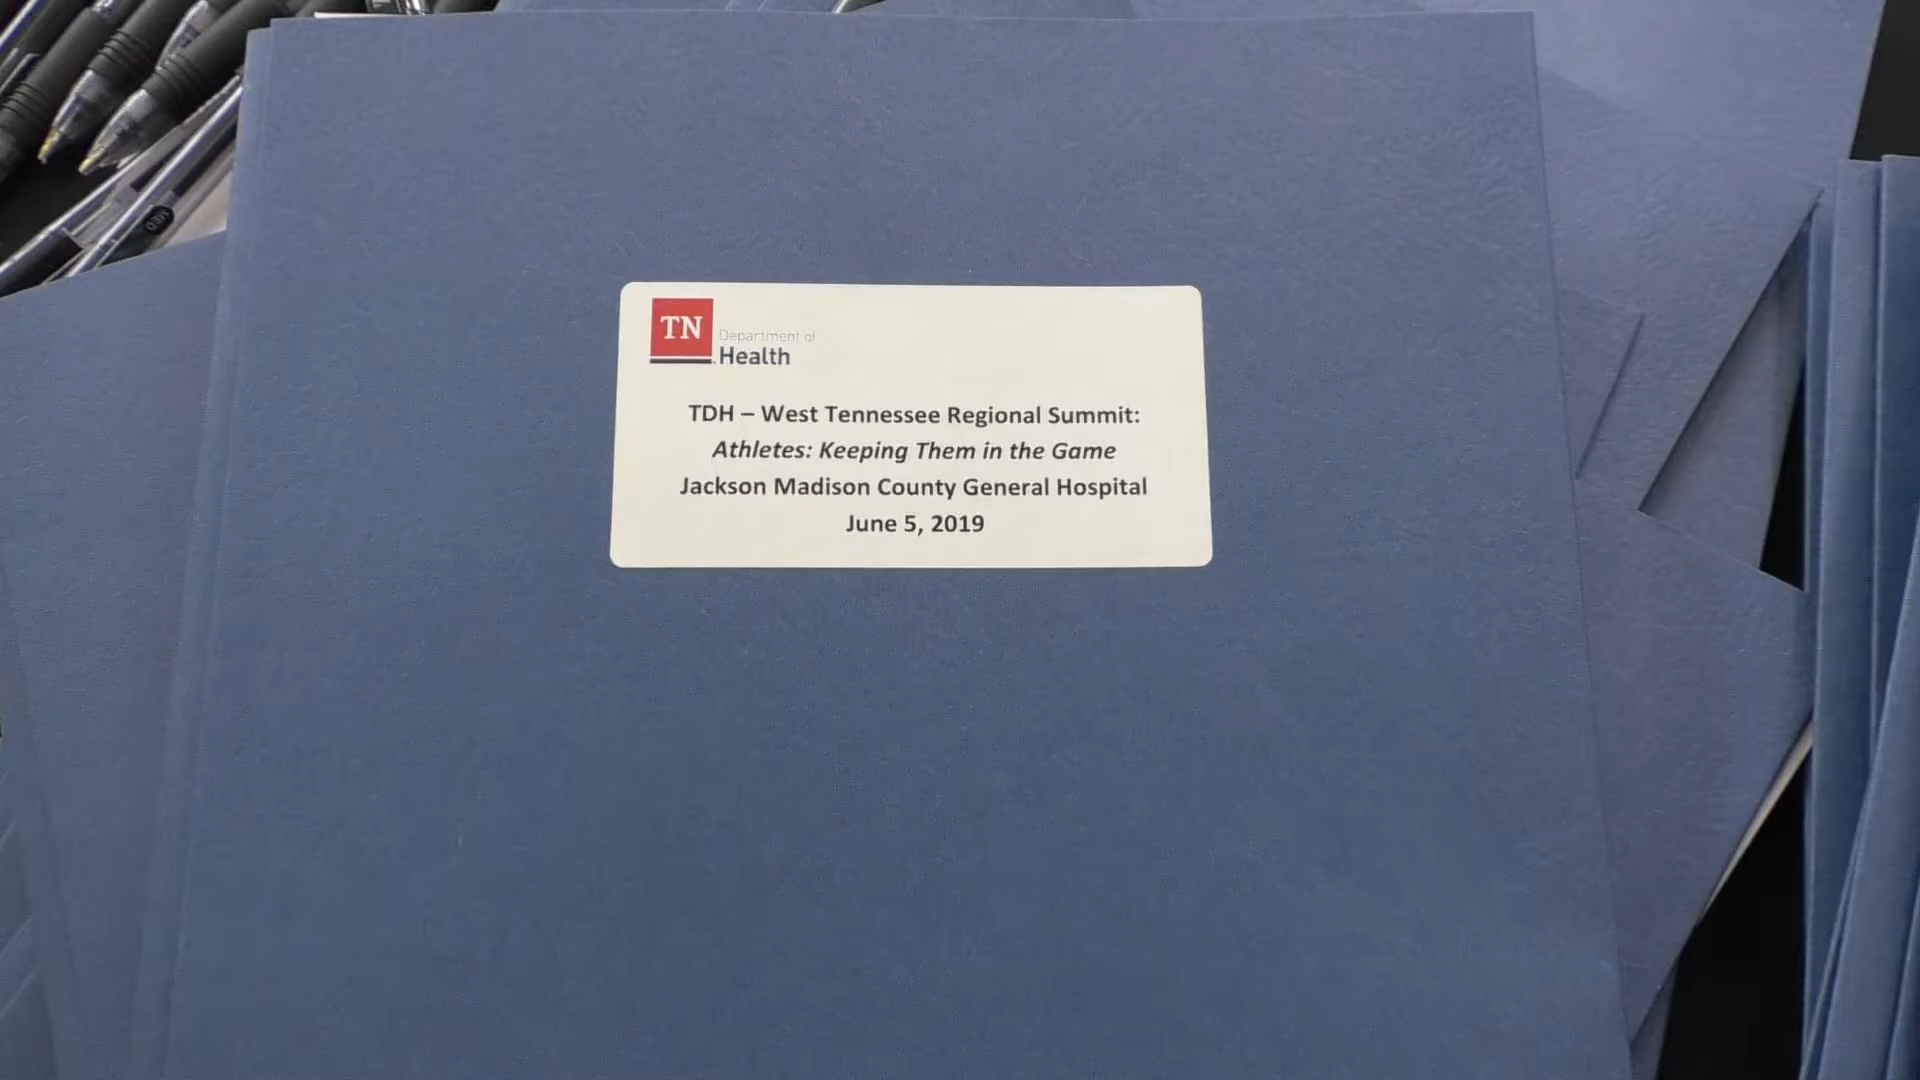 TN
Department of
Health
TDH – West Tennessee Regional Summit:
Athletes: Keeping Them in the Game
Jackson Madison County General Hospital
June 5, 2019
MED